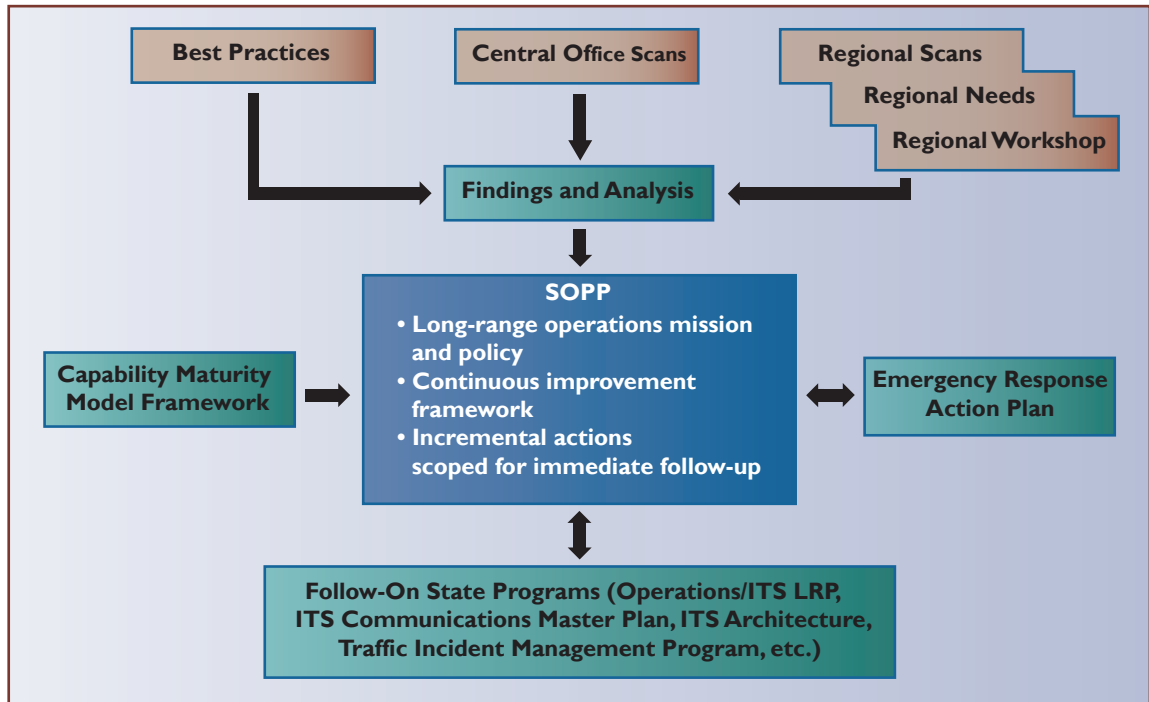 Best Practices
Central Office Scans
Regional Scans
Regional Needs
Regional Workshop
Findings and Analysis
SOPP
• Long-range operations mission
and policy
• Continuous improvement
framework
• Incremental actions
scoped for immediate follow-up
Capability Maturity
Model Framework
Emergency Response
Action Plan
Follow-On State Programs (Operations/ITS LRP,
ITS Communications Master Plan, ITS Architecture,
Traffic Incident Management Program, etc.)